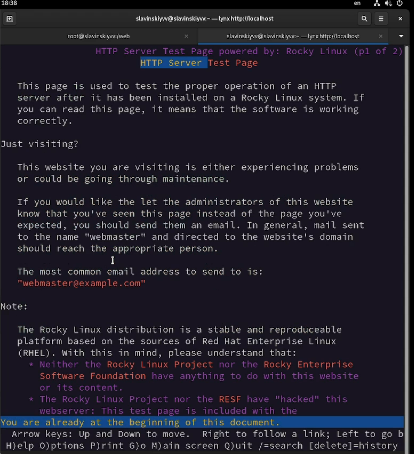 18:38
en
slavinskiyvv@slavinskiyvv:~ — lynx http://localhost
root@slavinskiyvv:/web
slavinskiyvv@slavinskiyvv:~ — lynx http://localhost
HTTP Server Test Page powered by: Rocky Linux (p1 of 2)
HTTP Server Test Page
This page is used to test the proper operation of an HTTP
server after it has been installed on a Rocky Linux system. If
you can read this page, it means that the software is working
correctly.
Just visiting?
This website you are visiting is either experiencing problems
or could be going through maintenance.
If you would like the let the administrators of this website
know that you've seen this page instead of the page you've
expected, you should send them an email. In general, mail sent
to the name "webmaster" and directed to the website's domain
should reach the appropriate person.
The most common email address to send to is:
"webmaster@example.com"
Note:
The Rocky Linux distribution is a stable and reproduceable
platform based on the sources of Red Hat Enterprise Linux
(RHEL). With this in mind, please understand that:
* Neither the Rocky Linux Project nor the Rocky Enterprise
Software Foundation have anything to do with this website
or its content.
* The Rocky Linux Project nor the RESF have "hacked" this
webserver: This test page is included with the
You are already at the beginning of this document.
Arrow keys: Up and Down to move. Right to follow a link; Left to go b
H)elp O)ptions P)rint G)o M)ain screen Q)uit /=search [delete]=history